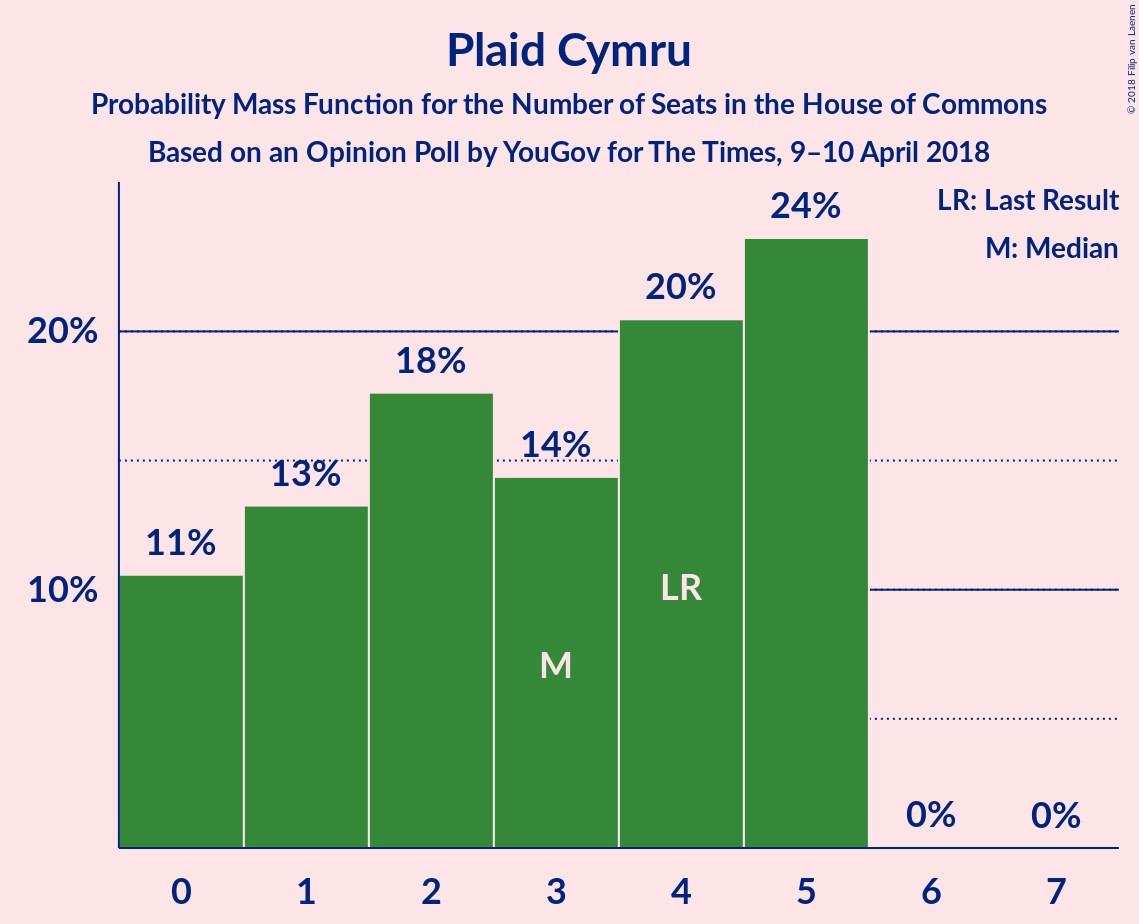 © 2018 Filip van Laenen
Plaid Cymru
Probability Mass Function for the Number of Seats in the House of Commons
Based on an Opinion Poll by YouGov for The Times, 9–10 April 2018
LR: Last Result
M: Median
24%
20%
20%
18%
14%
13%
11%
10%
LR
M
0%
0%
0 1 2 3 4 5 6 7